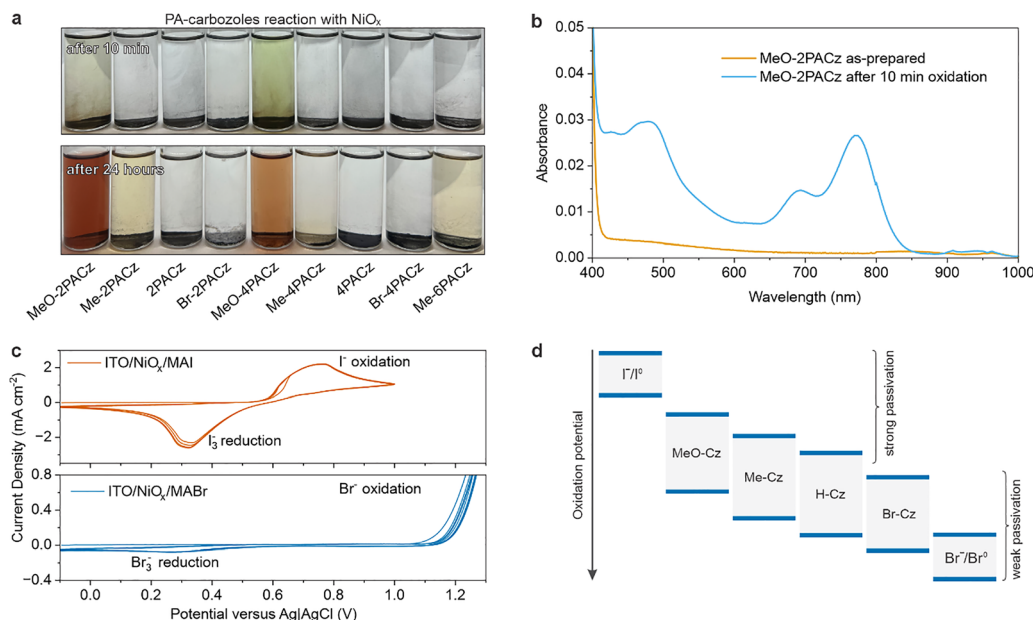 a
PA-carbozoles reaction with NiOₓ
after 10 min
after 24 hours
MeO-2PACz
Me-2PACz
2PACz
Br-2PACz
MeO-4PACz
Me-4PACz
4PACz
Br-4PACz
Me-6PACz
b
0.05
0.04
0.03
0.02
0.01
0.00
Absorbance
MeO-2PACz as-prepared
MeO-2PACz after 10 min oxidation
400 500 600 700 800 900 1000
Wavelength (nm)
c
Current Density (mA cm⁻²)
2
0
-2
ITO/NiOₓ/MAI
I⁻ oxidation
I₃⁻ reduction
0.8
0.4
0.0
-0.4
ITO/NiOₓ/MABr
Br⁻ oxidation
Br₃⁻ reduction
0.0 0.2 0.4 0.6 0.8 1.0 1.2
Potential versus Ag|AgCl (V)
d
Oxidation potential
I⁻/I⁰
MeO-Cz
Me-Cz
H-Cz
Br-Cz
Br⁻/Br⁰
strong passivation
weak passivation